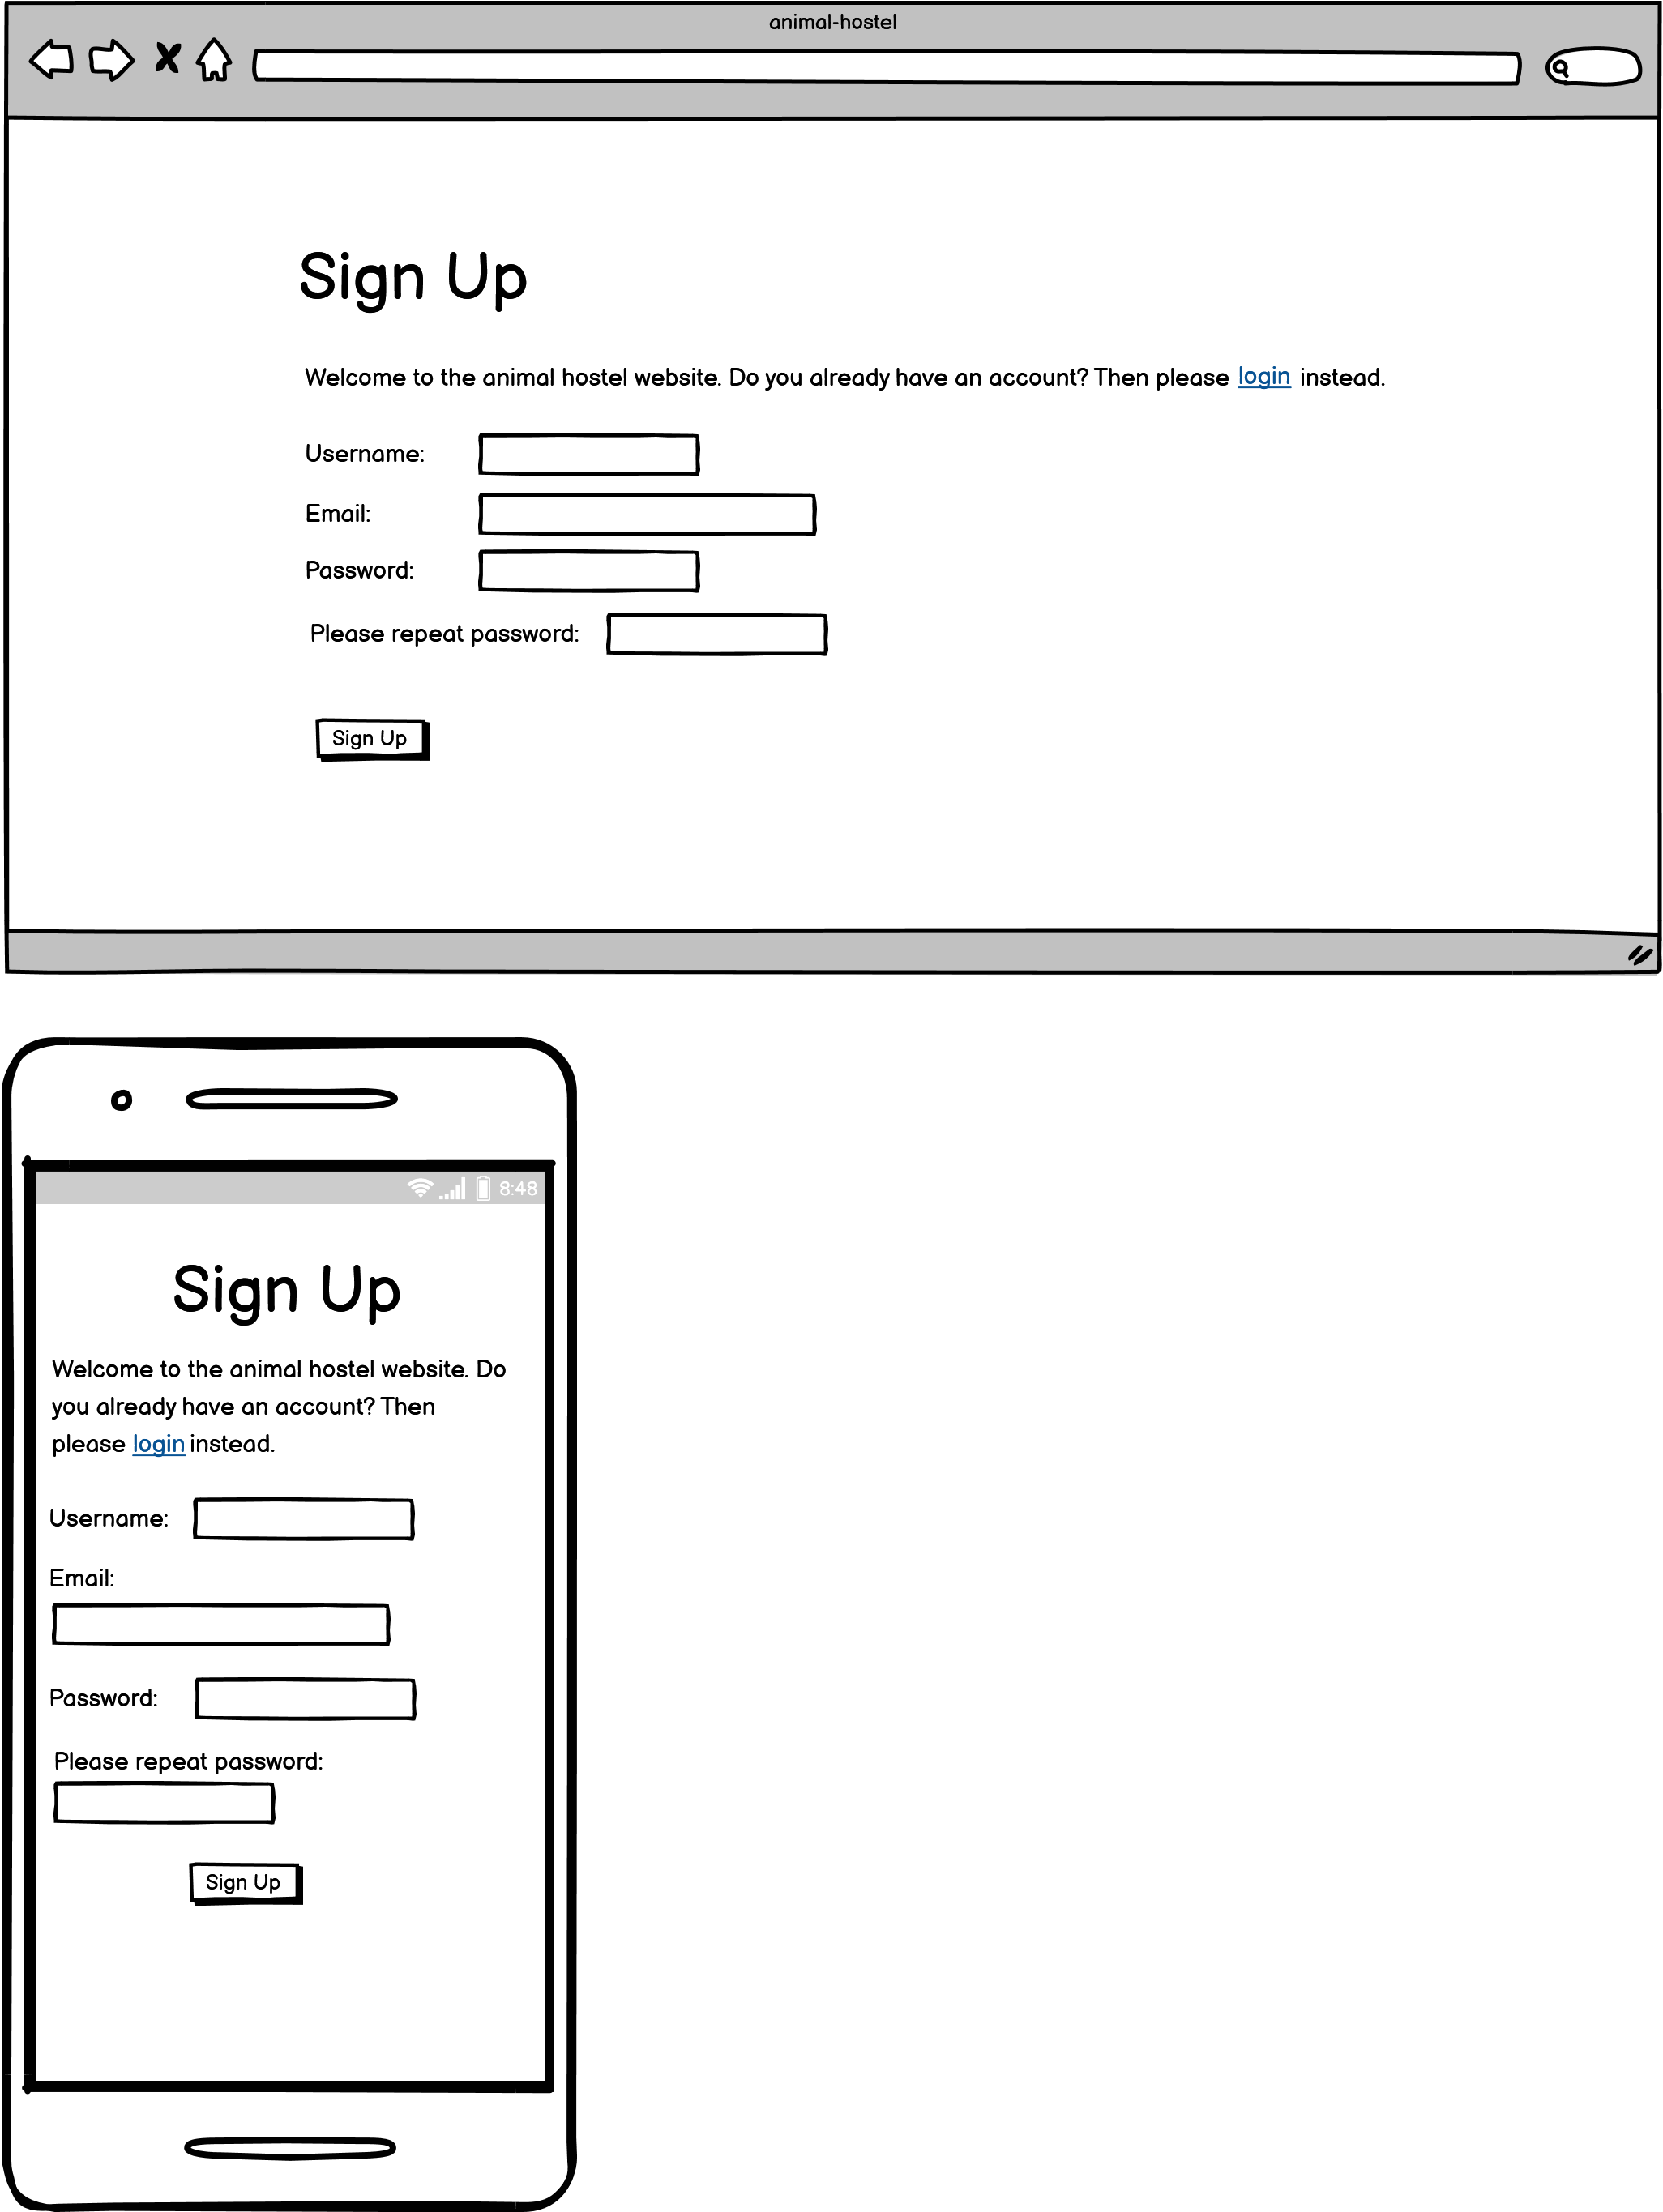 animal-hostel
Sign Up
Welcome to the animal hostel website. Do you already have an account? Then please login instead.
Username:
Email:
Password:
Please repeat password:
Sign Up
8:48
Sign Up
Welcome to the animal hostel website. Do
you already have an account? Then
please login instead.
Username:
Email:
Password:
Please repeat password:
Sign Up